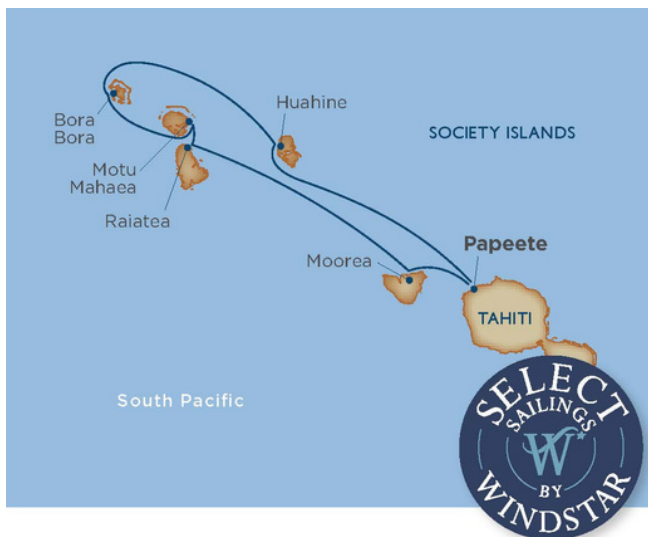 Huahine
SOCIETY ISLANDS
Bora
Bora
Motu
Mahaea
Raiatea
Papeete
Moorea
TAHITI
South Pacific
SELECT
SAILINGS
W
BY
WINDSTAR